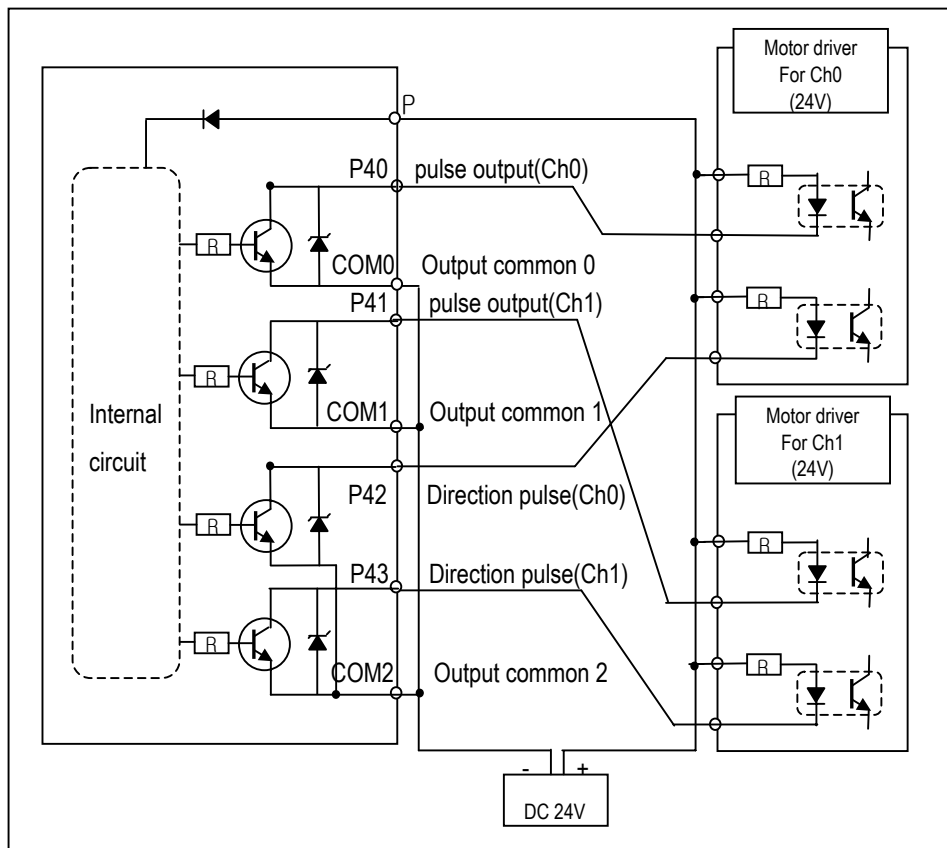 Motor driver
For Ch0
(24V)
P
P40 pulse output(Ch0)
R
R
COM0 Output common 0
P41 pulse output(Ch1)
R
R
Internal
circuit
COM1 Output common 1
Motor driver
For Ch1
(24V)
P42 Direction pulse(Ch0)
R
R
P43 Direction pulse(Ch1)
R
R
COM2 Output common 2
- +
DC 24V